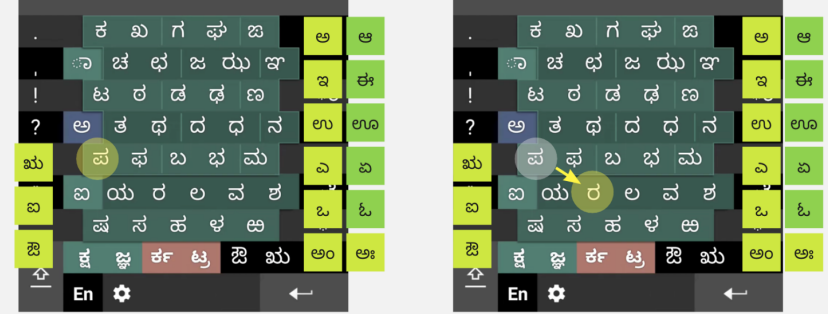 . ಕ ಖ ಗ ಘ ಙ ಅ ಆ
, ಾ ಚ ಛ ಜ ಝ ಞ ಇ ಈ
! ಟ ಠ ಡ ಢ ಣ
? ಅ ತ ಥ ದ ಧ ನ ಉ ಊ
ಋ ಪ ಫ ಬ ಭ ಮ ಎ ಏ
ಐ ಐ ಯ ರ ಲ ವ ಶ ಒ ಓ
ಔ ಷ ಸ ಹ ಳ ಱ
ಕ್ಷ ಜ್ಞ ರ್ಕ ಟ್ರ ಔ ಋ ಅಂ ಅಃ
En
. ಕ ಖ ಗ ಘ ಙ ಅ ಆ
, ಾ ಚ ಛ ಜ ಝ ಞ ಇ ಈ
! ಟ ಠ ಡ ಢ ಣ
? ಅ ತ ಥ ದ ಧ ನ ಉ ಊ
ಋ ಪ ಫ ಬ ಭ ಮ ಎ ಏ
ಐ ಐ ಯ ರ ಲ ವ ಶ ಒ ಓ
ಔ ಷ ಸ ಹ ಳ ಱ
ಕ್ಷ ಜ್ಞ ರ್ಕ ಟ್ರ ಔ ಋ ಅಂ ಅಃ
En